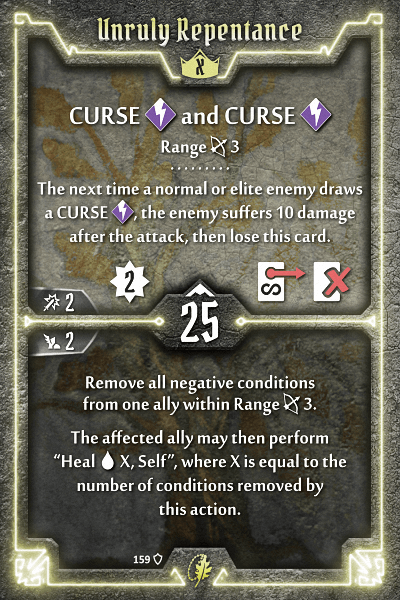 Unruly Repentance
X
CURSE and CURSE
Range 3
The next time a normal or elite enemy draws
a CURSE , the enemy suffers 10 damage
after the attack, then lose this card.
2
2
25
2
Remove all negative conditions
from one ally within Range 3.
The affected ally may then perform
“Heal X, Self”, where X is equal to the
number of conditions removed by
this action.
159